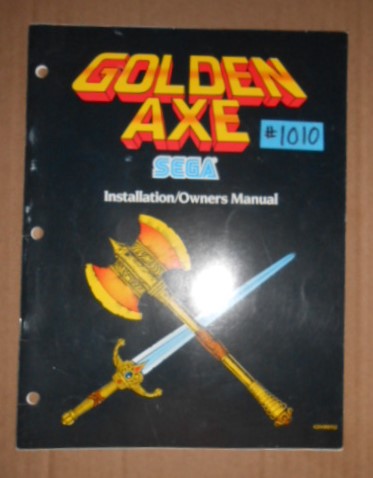 GOLDEN
AXE
#1010
SEGA
Installation/Owners Manual